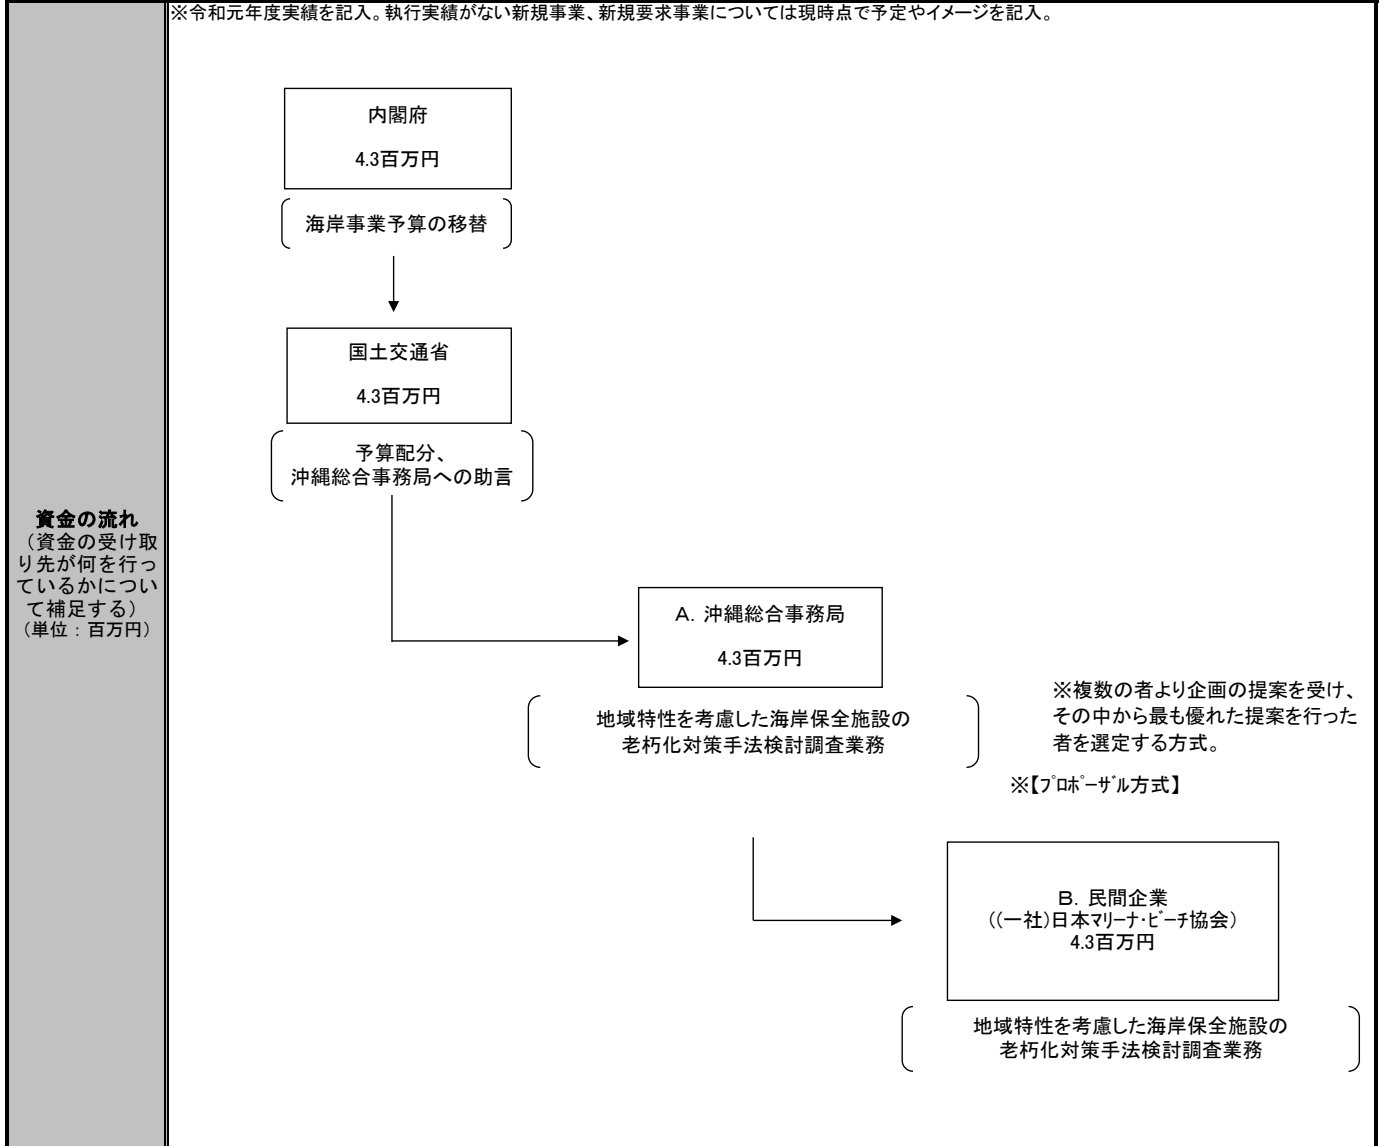 ※令和元年度実績を記入。執行実績がない新規事業、新規要求事業については現時点で予定やイメージを記入。
内閣府
4.3百万円
海岸事業予算の移替
国土交通省
4.3百万円
予算配分、
沖縄総合事務局への助言
資金の流れ
（資金の受け取
り先が何を行っ
ているかについ
て補足する）
（単位：百万円）
A．沖縄総合事務局
4.3百万円
地域特性を考慮した海岸保全施設の
老朽化対策手法検討調査業務
※複数の者より企画の提案を受け、
その中から最も優れた提案を行った
者を選定する方式。
※【ﾌﾟﾛﾎﾟｰｻﾞﾙ方式】
B．民間企業
((一社)日本ﾏﾘｰﾅ･ﾋﾞｰﾁ協会)
4.3百万円
地域特性を考慮した海岸保全施設の
老朽化対策手法検討調査業務